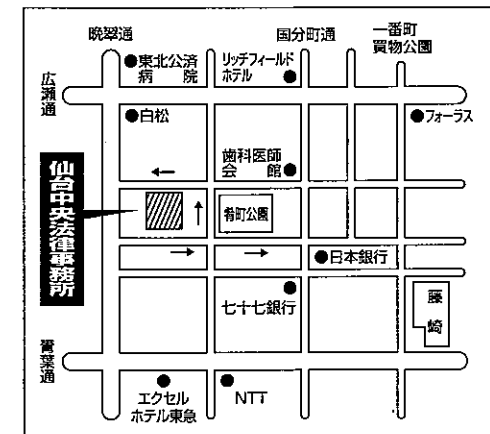 晩翠通
国分町通
一番町
買物公園
東北公済
病院
リッチフィールド
ホテル
広瀬通
白松
フォーラス
歯科医師
会館
仙台中央法律事務所
肴町公園
日本銀行
七十七銀行
藤崎
青葉通
エクセル
ホテル東急
NTT